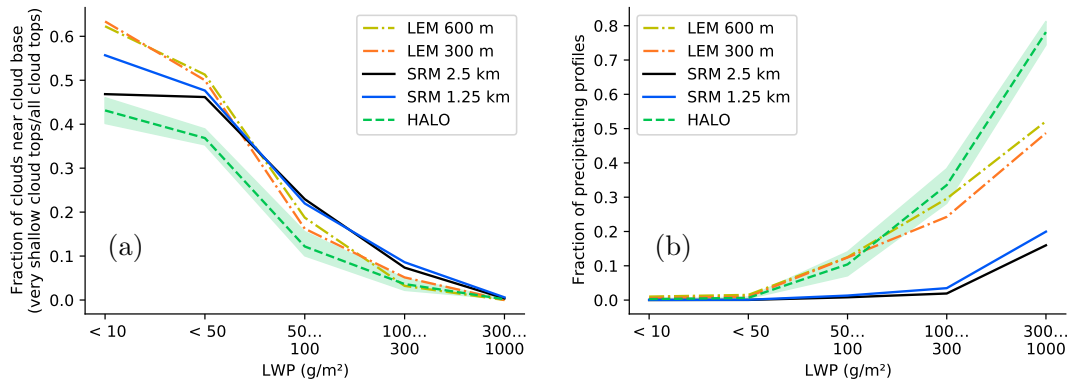 Fraction of clouds near cloud base
(very shallow cloud tops/all cloud tops)
0.6
0.5
0.4
0.3
0.2
0.1
0.0
LEM 600 m
LEM 300 m
SRM 2.5 km
SRM 1.25 km
HALO
(a)
< 10
< 50
50...
100
100...
300
300...
1000
LWP (g/m²)
Fraction of precipitating profiles
0.8
0.7
0.6
0.5
0.4
0.3
0.2
0.1
0.0
LEM 600 m
LEM 300 m
SRM 2.5 km
SRM 1.25 km
HALO
(b)
< 10
< 50
50...
100
100...
300
300...
1000
LWP (g/m²)